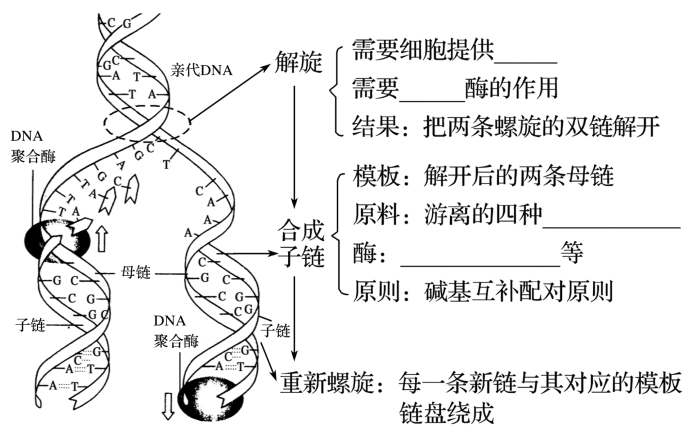 C G
亲代DNA
G C
A T
T A
DNA
聚合酶
T T A G A G C T
C
T A
C A A A
母链
G C
C G
G C
子链
A C G
A T
C G
G C
C G
C G
子链
DNA
聚合酶
A C G
A T
解旋
需要细胞提供______
需要______酶的作用
结果：把两条螺旋的双链解开
合成
子链
模板：解开后的两条母链
原料：游离的四种____________
酶：______________等
原则：碱基互补配对原则
重新螺旋：每一条新链与其对应的模板
链盘绕成